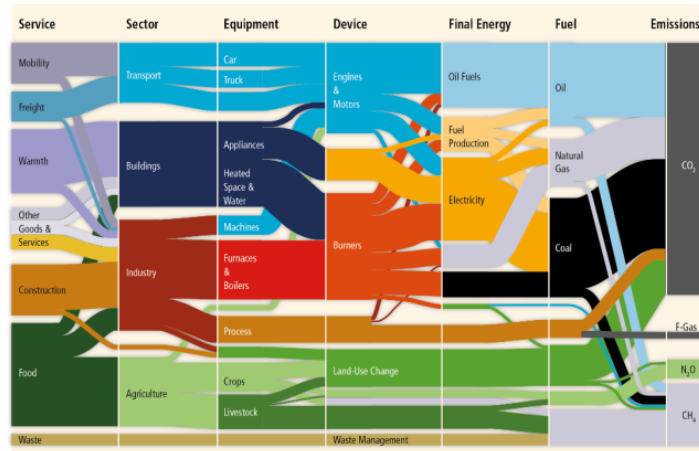 Service Sector Equipment Device Final Energy Fuel Emissions
Mobility
Freight
Warmth
Other
Goods &
Services
Construction
Food
Waste
Transport
Buildings
Industry
Agriculture
Car
Truck
Appliances
Heated
Space &
Water
Machines
Furnaces
&
Boilers
Process
Crops
Livestock
Engines
&
Motors
Burners
Land-Use Change
Waste Management
Oil Fuels
Fuel
Production
Electricity
Oil
Natural
Gas
Coal
CO₂
F-Gas
N₂O
CH₄